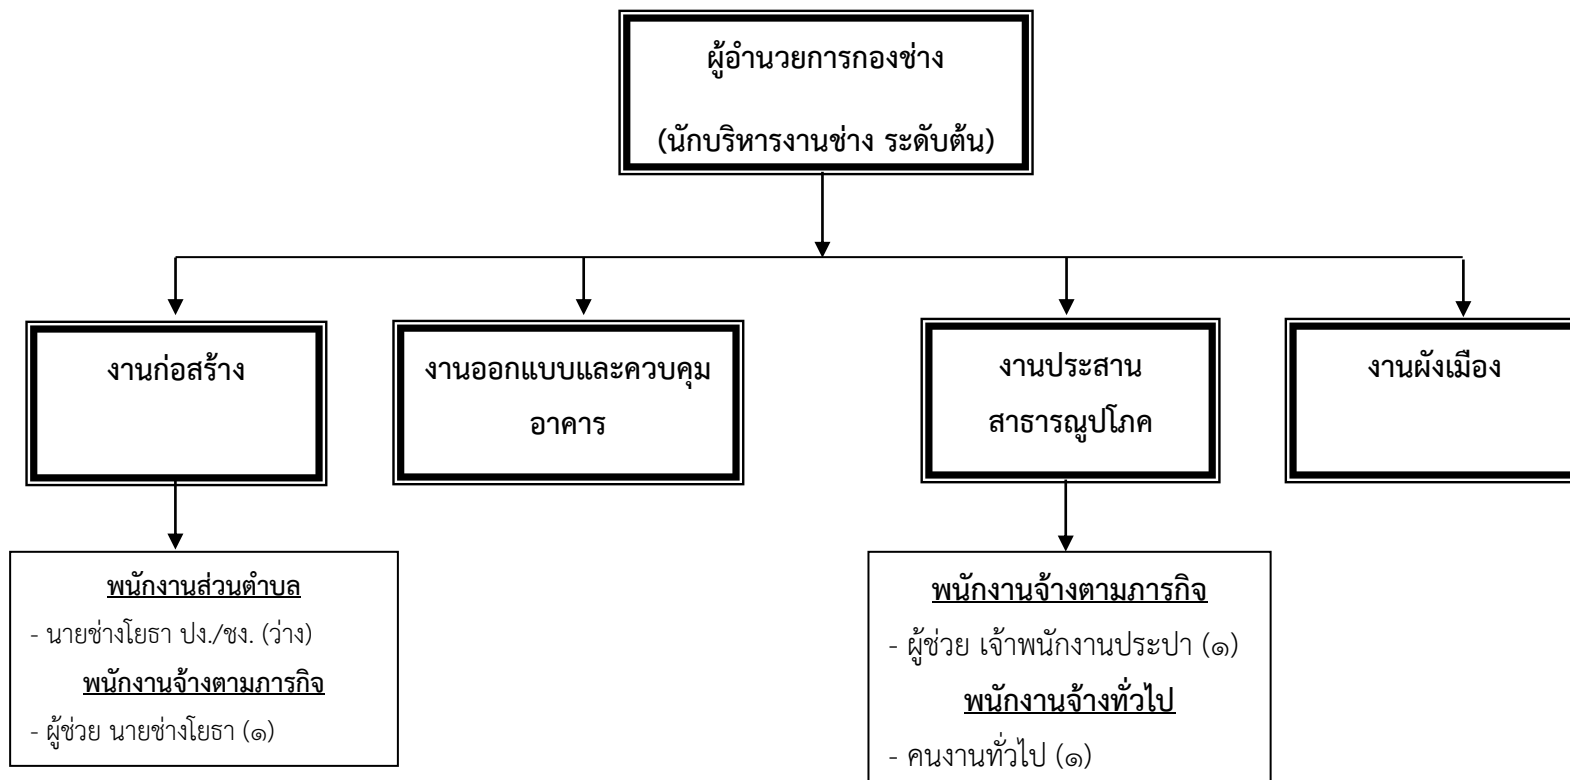 ผู้อำนวยการกองช่าง
(นักบริหารงานช่าง ระดับต้น)
งานก่อสร้าง
งานออกแบบและควบคุม
อาคาร
งานประสาน
สาธารณูปโภค
งานผังเมือง
พนักงานส่วนตำบล
- นายช่างโยธา ปง./ชง. (ว่าง)
พนักงานจ้างตามภารกิจ
- ผู้ช่วย นายช่างโยธา (๑)
พนักงานจ้างตามภารกิจ
- ผู้ช่วย เจ้าพนักงานประปา (๑)
พนักงานจ้างทั่วไป
- คนงานทั่วไป (๑)